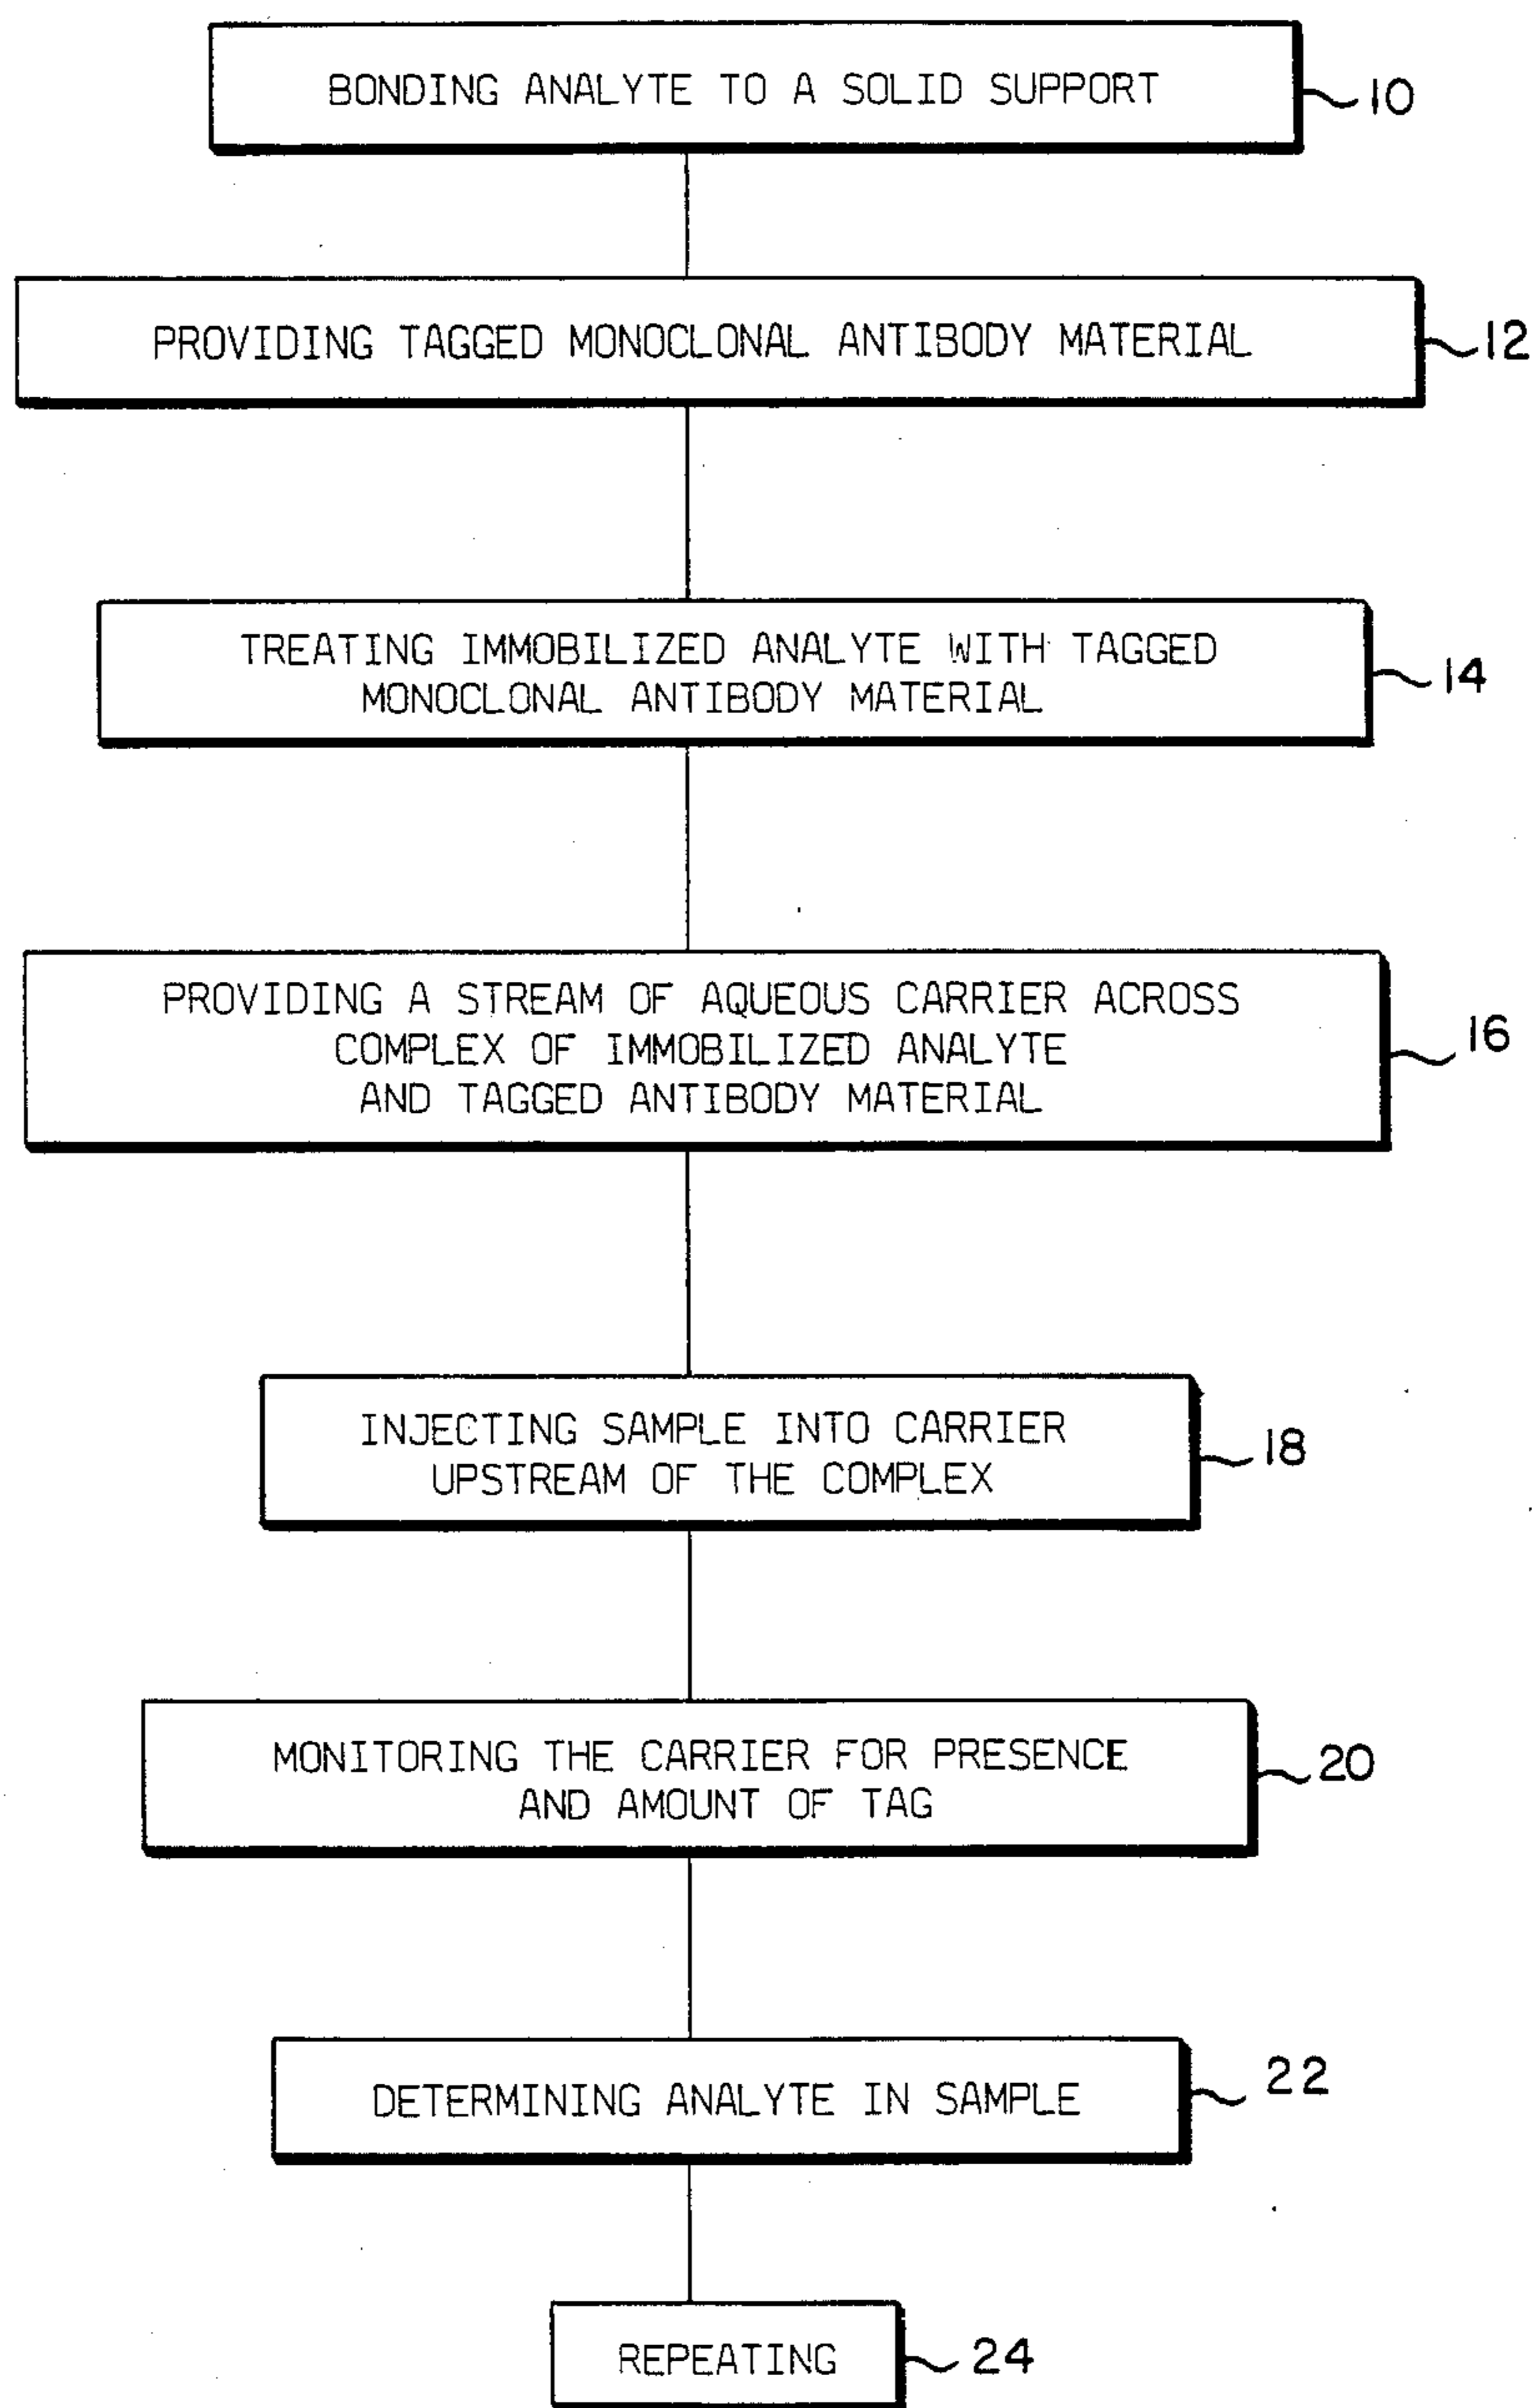 BONDING ANALYTE TO A SOLID SUPPORT
10
PROVIDING TAGGED MONOCLONAL ANTIBODY MATERIAL
12
TREATING IMMOBILIZED ANALYTE WITH TAGGED
MONOCLONAL ANTIBODY MATERIAL
14
PROVIDING A STREAM OF AQUEOUS CARRIER ACROSS
COMPLEX OF IMMOBILIZED ANALYTE
AND TAGGED ANTIBODY MATERIAL
16
INJECTING SAMPLE INTO CARRIER
UPSTREAM OF THE COMPLEX
18
MONITORING THE CARRIER FOR PRESENCE
AND AMOUNT OF TAG
20
DETERMINING ANALYTE IN SAMPLE
22
REPEATING
24